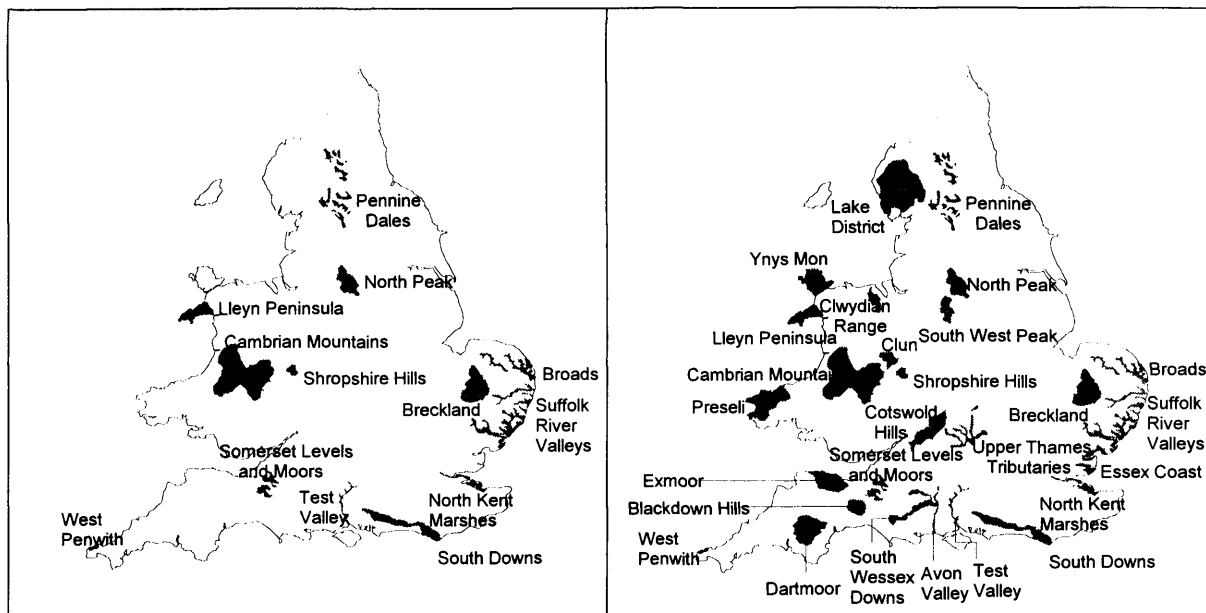 Pennine
Dales
North Peak
Lleyn Peninsula
Cambrian Mountains
Shropshire Hills
Broads
Breckland
Suffolk
River
Valleys
Somerset Levels
and Moors
Test
Valley
North Kent
Marshes
West
Penwith
South Downs
Lake
District
Pennine
Dales
Ynys Mon
North Peak
Clwydian
Range
Lleyn Peninsula
South West Peak
Clun
Cambrian Mountai
Shropshire Hills
Broads
Preseli
Breckland
Suffolk
River
Valleys
Cotswold
Hills
Upper Thames
Tributaries
Somerset Levels
and Moors
Essex Coast
Exmoor
North Kent
Marshes
Blackdown Hills
West
Penwith
South Downs
Dartmoor
South
Wessex
Downs
Avon
Valley
Test
Valley